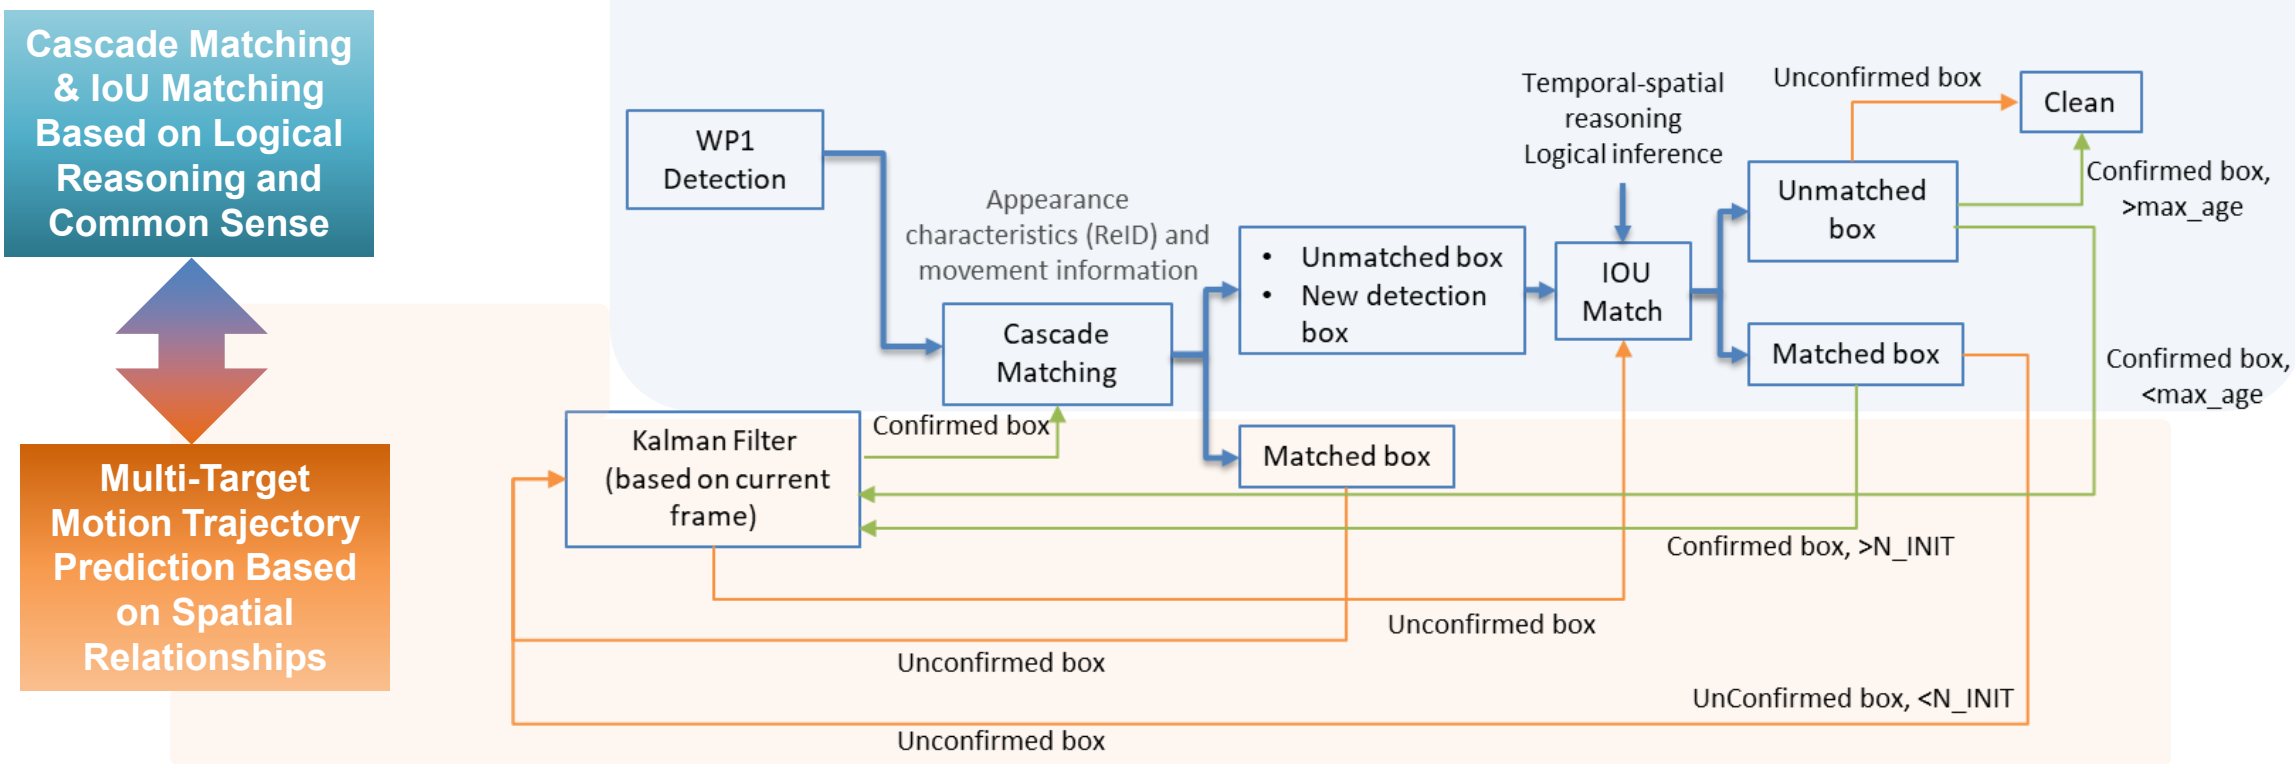 Cascade Matching
& IoU Matching
Based on Logical
Reasoning and
Common Sense
Multi-Target
Motion Trajectory
Prediction Based
on Spatial
Relationships
WP1
Detection
Appearance
characteristics (ReID) and
movement information
Cascade
Matching
Kalman Filter
(based on current
frame)
Confirmed box
• Unmatched box
• New detection
box
Matched box
Temporal-spatial
reasoning
Logical inference
IOU
Match
Unconfirmed box
Clean
Unmatched
box
Confirmed box,
>max_age
Matched box
Confirmed box,
<max_age
Confirmed box, >N_INIT
Unconfirmed box
Unconfirmed box
UnConfirmed box, <N_INIT
Unconfirmed box